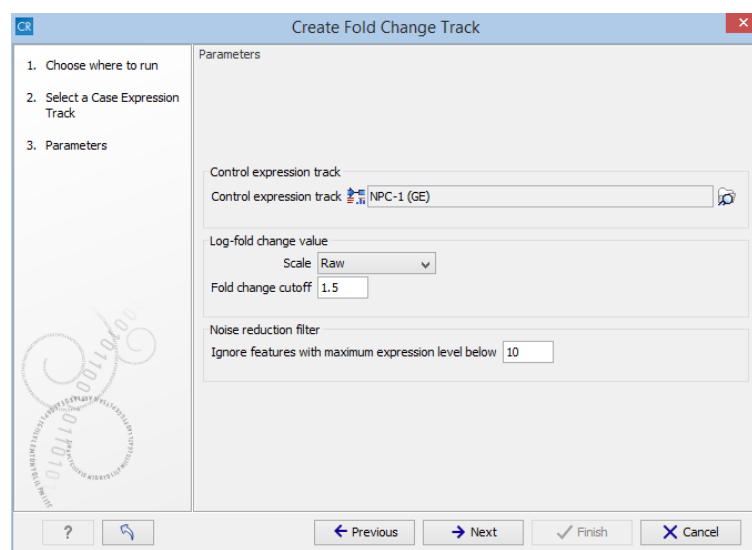 CR Create Fold Change Track
1. Choose where to run
2. Select a Case Expression
Track
3. Parameters
Parameters
Control expression track
Control expression track NPC-1 (GE)
Log-fold change value
Scale Raw
Fold change cutoff 1.5
Noise reduction filter
Ignore features with maximum expression level below 10
? Previous Next Finish Cancel